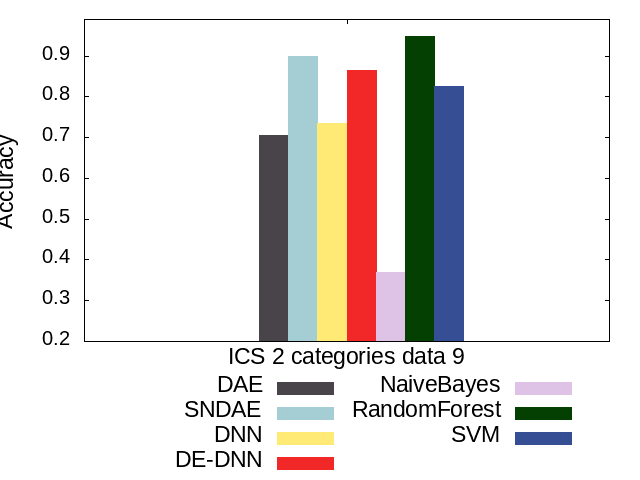 0.9
0.8
0.7
0.6
0.5
0.4
0.3
0.2
Accuracy
ICS 2 categories data 9
DAE
SNDAE
DNN
DE-DNN
NaiveBayes
RandomForest
SVM